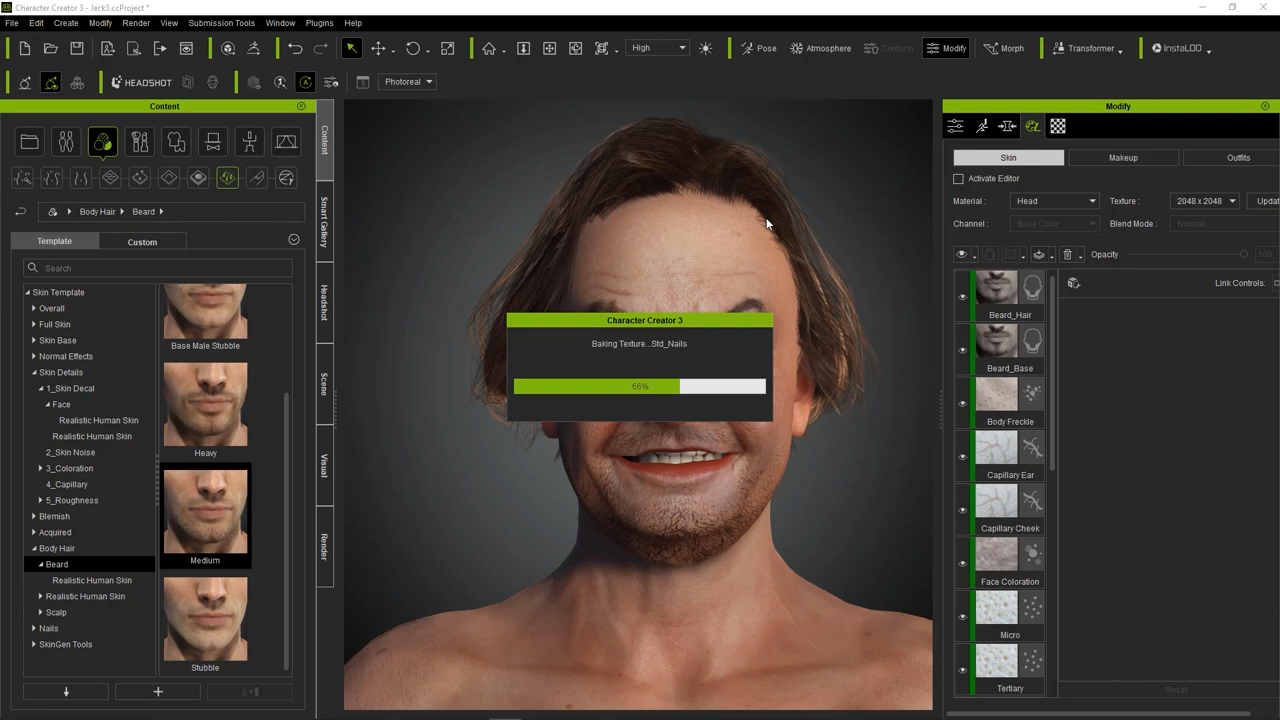 Character Creator 3 - Jack3.ccProject *
File Edit Create Modify Render View Submission Tools Window Plugins Help
High
Pose
Atmosphere
Conform
Modify
Morph
Transformer
InstaLOD
HEADSHOT
Photoreal
Content
Body Hair
Beard
Template
Custom
Search
Skin Template
Overall
Full Skin
Skin Base
Normal Effects
Skin Details
1_Skin Decal
Face
Realistic Human Skin
Realistic Human Skin
2_Skin Noise
3_Coloration
4_Capillary
5_Roughness
Blemish
Acquired
Body Hair
Beard
Realistic Human Skin
Realistic Human Skin
Scalp
Nails
SkinGen Tools
Base Male Stubble
Heavy
Medium
Stubble
Content
Smart Gallery
Headshot
Scene
Visual
Render
Character Creator 3
Baking Texture...Std_Nails
66%
Modify
Skin
Makeup
Outfits
Activate Editor
Material :
Head
Texture :
2048 x 2048
Updat
Channel :
Base Color
Blend Mode :
Normal
Opacity
100
Link Controls:
Beard_Hair
Beard_Base
Body Freckle
Capillary Ear
Capillary Cheek
Face Coloration
Micro
Tertiary
Reset